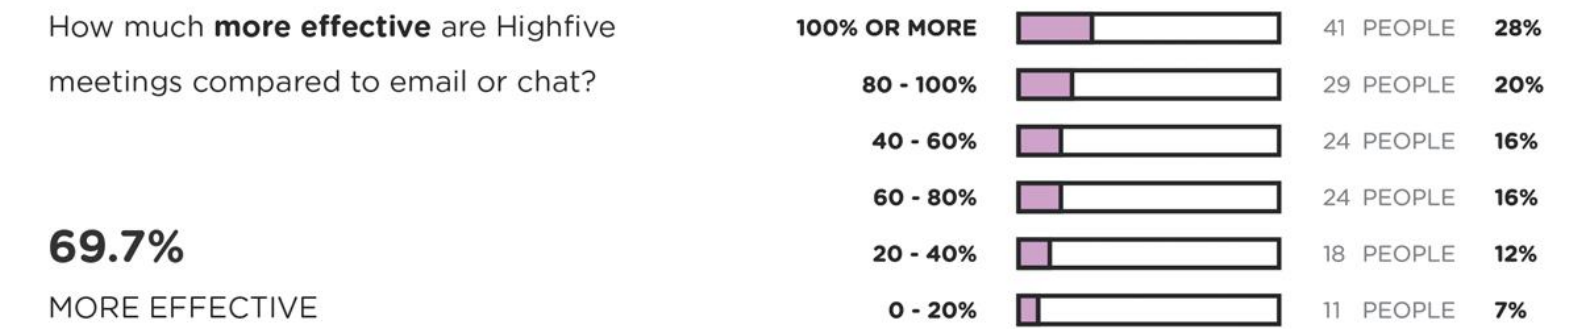 How much more effective are Highfive
meetings compared to email or chat?
69.7%
MORE EFFECTIVE
100% OR MORE 41 PEOPLE 28%
80 - 100% 29 PEOPLE 20%
40 - 60% 24 PEOPLE 16%
60 - 80% 24 PEOPLE 16%
20 - 40% 18 PEOPLE 12%
0 - 20% 11 PEOPLE 7%